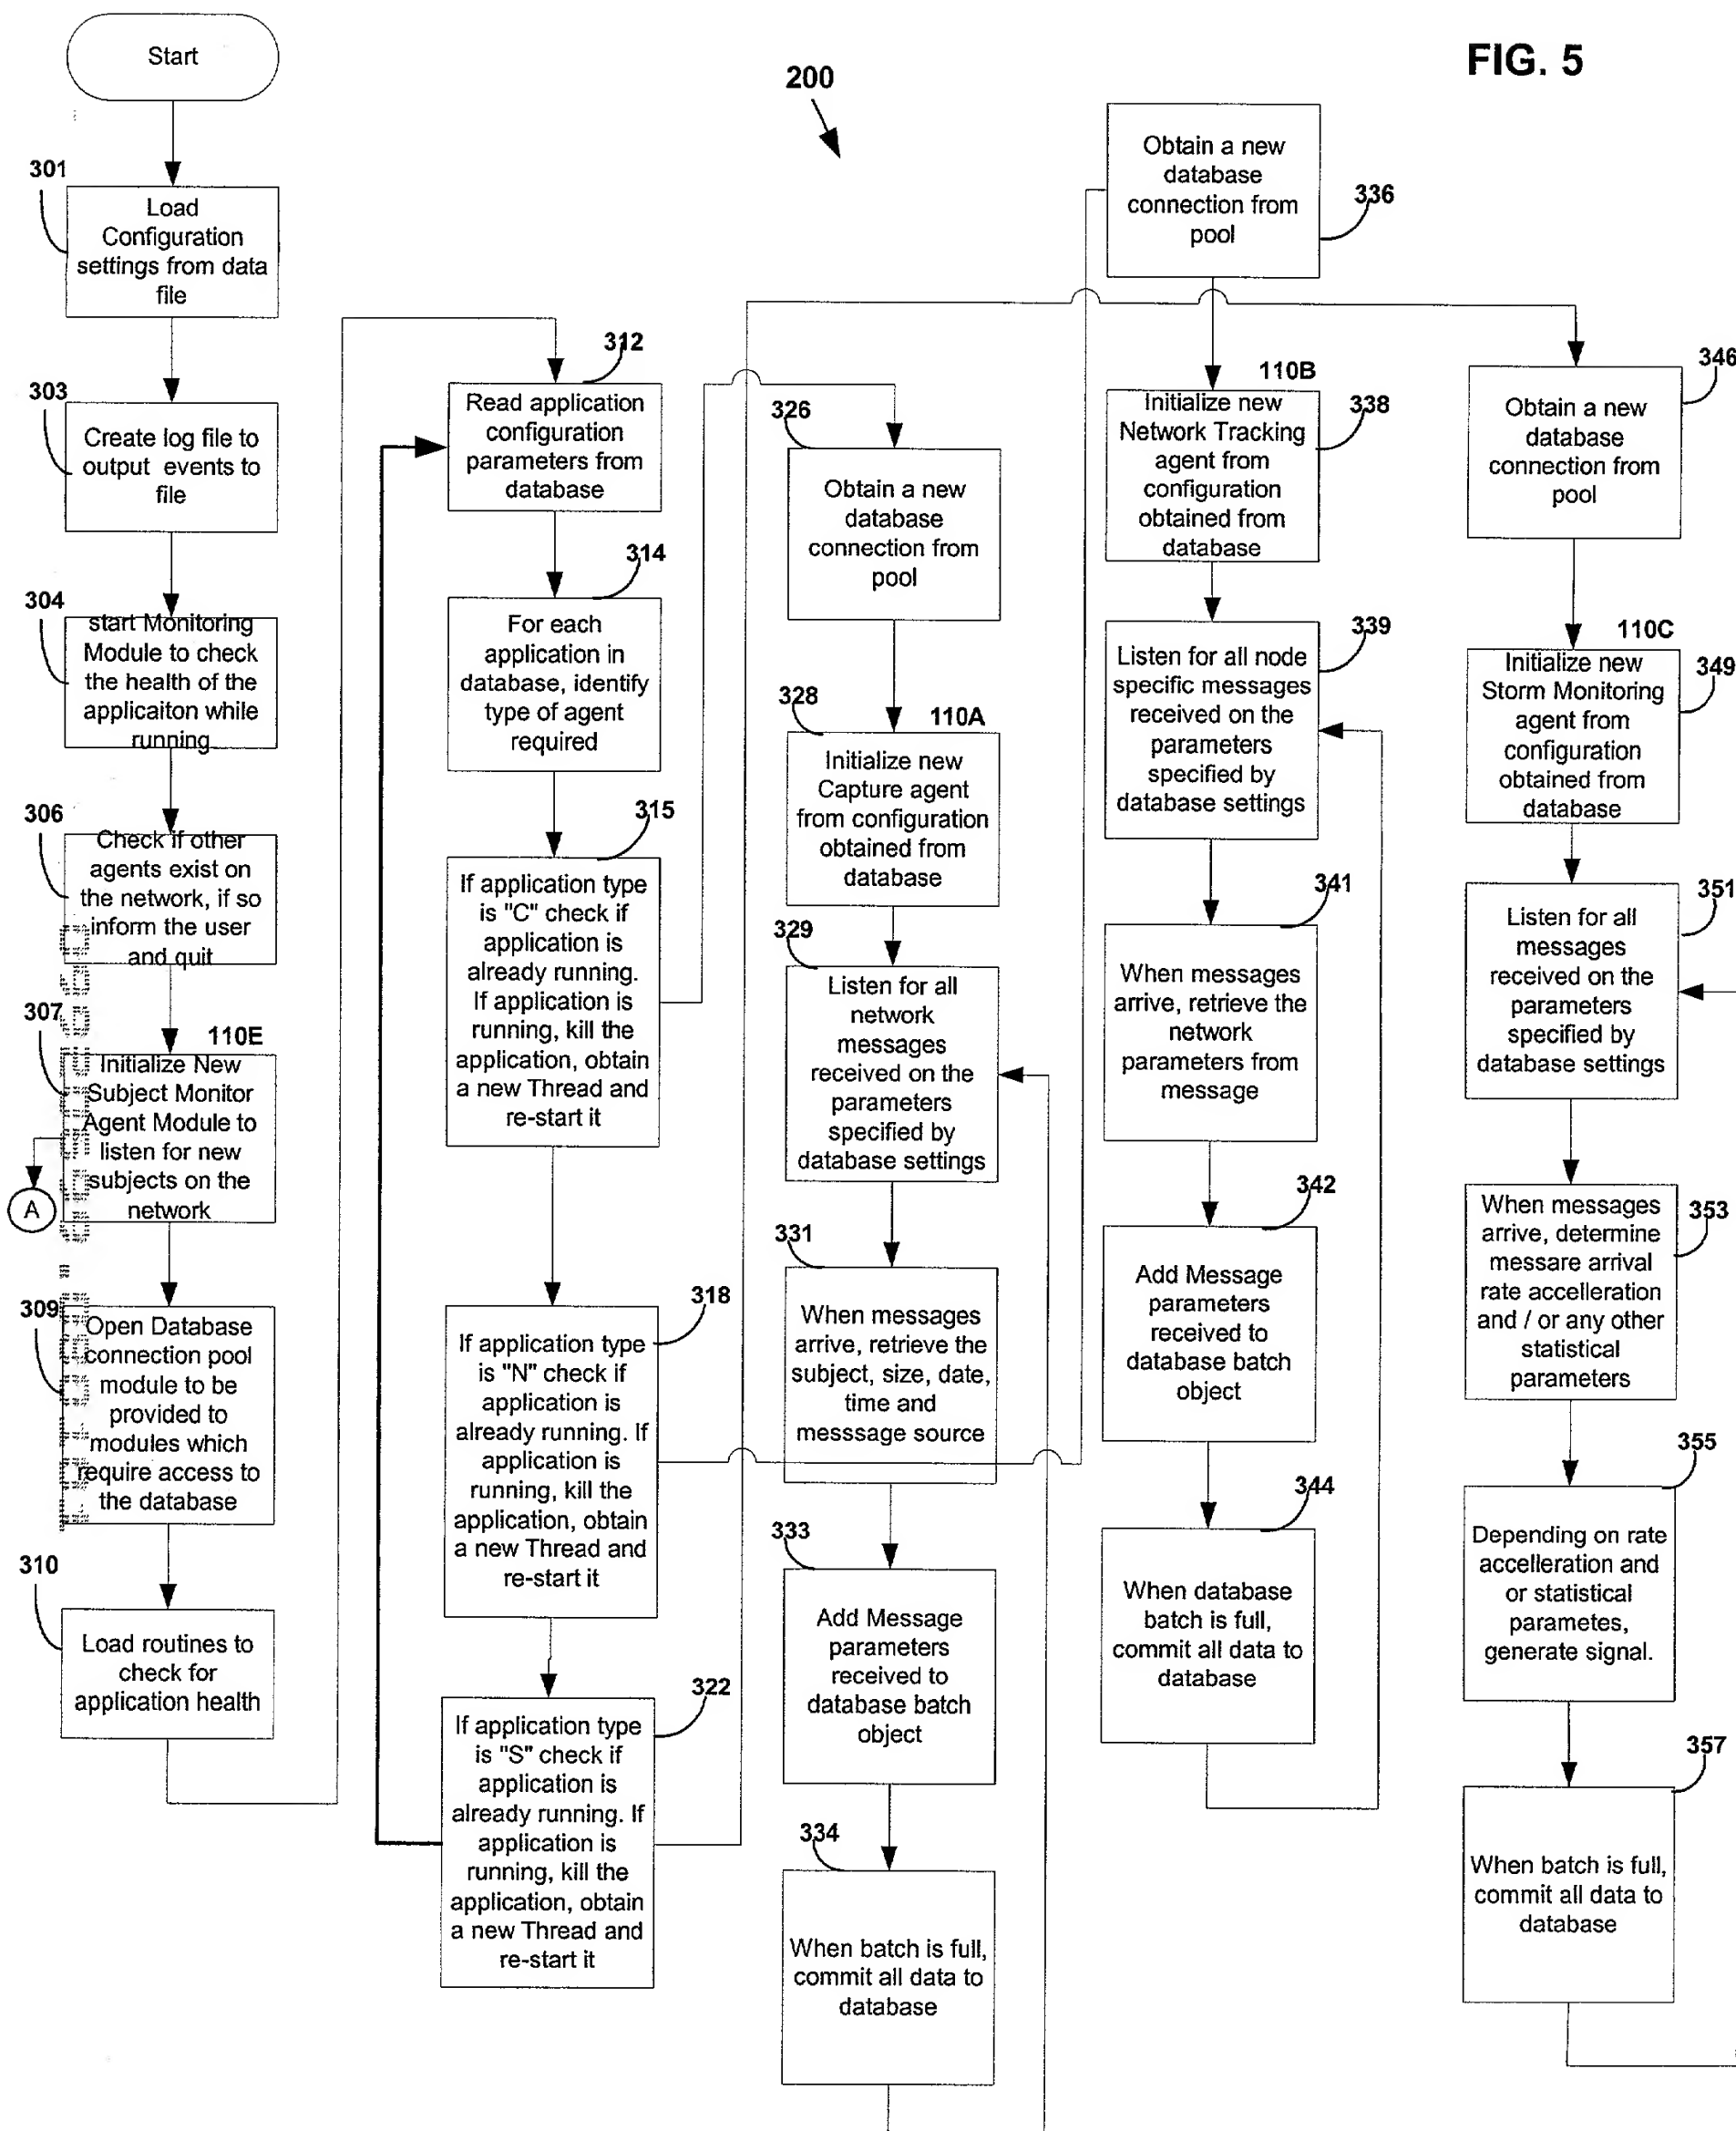 FIG. 5
200
Start
301
Load
Configuration
settings from data
file
303
Create log file to
output events to
file
304
start Monitoring
Module to check
the health of the
applicaiton while
running
306
Check if other
agents exist on
the network, if so
inform the user
and quit
307
110E
Initialize New
Subject Monitor
Agent Module to
listen for new
subjects on the
network
A
309
Open Database
connection pool
module to be
provided to
modules which
require access to
the database
310
Load routines to
check for
application health
312
Read application
configuration
parameters from
database
314
For each
application in
database, identify
type of agent
required
315
If application type
is "C" check if
application is
already running.
If application is
running, kill the
application, obtain
a new Thread and
re-start it
318
If application type
is "N" check if
application is
already running. If
application is
running, kill the
application, obtain
a new Thread and
re-start it
322
If application type
is "S" check if
application is
already running. If
application is
running, kill the
application, obtain
a new Thread and
re-start it
326
Obtain a new
database
connection from
pool
328
110A
Initialize new
Capture agent
from configuration
obtained from
database
329
Listen for all
network
messages
received on the
parameters
specified by
database settings
331
When messages
arrive, retrieve the
subject, size, date,
time and
messsage source
333
Add Message
parameters
received to
database batch
object
334
When batch is full,
commit all data to
database
Obtain a new
database
connection from
pool
336
110B
Initialize new
Network Tracking
agent from
configuration
obtained from
database
338
339
Listen for all node
specific messages
received on the
parameters
specified by
database settings
341
When messages
arrive, retrieve the
network
parameters from
message
342
Add Message
parameters
received to
database batch
object
344
When database
batch is full,
commit all data to
database
346
Obtain a new
database
connection from
pool
110C
349
Initialize new
Storm Monitoring
agent from
configuration
obtained from
database
351
Listen for all
messages
received on the
parameters
specified by
database settings
353
When messages
arrive, determine
messare arrival
rate accelleration
and / or any other
statistical
parameters
355
Depending on rate
accelleration and
or statistical
parametes,
generate signal.
357
When batch is full,
commit all data to
database